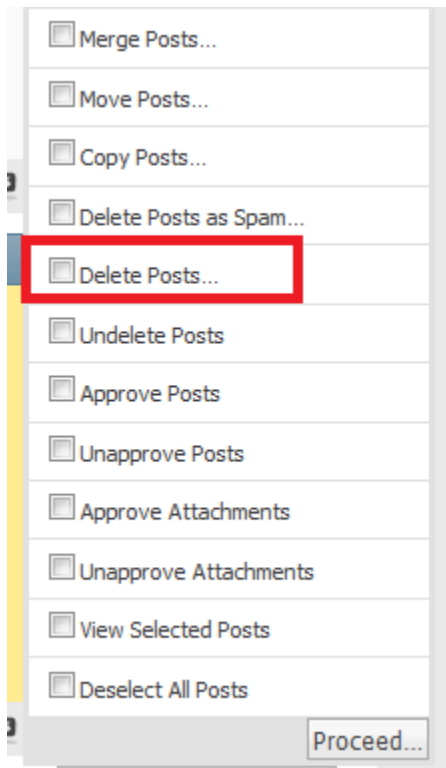 Merge Posts...
Move Posts...
Copy Posts...
Delete Posts as Spam...
Delete Posts...
Undelete Posts
Approve Posts
Unapprove Posts
Approve Attachments
Unapprove Attachments
View Selected Posts
Deselect All Posts
Proceed...